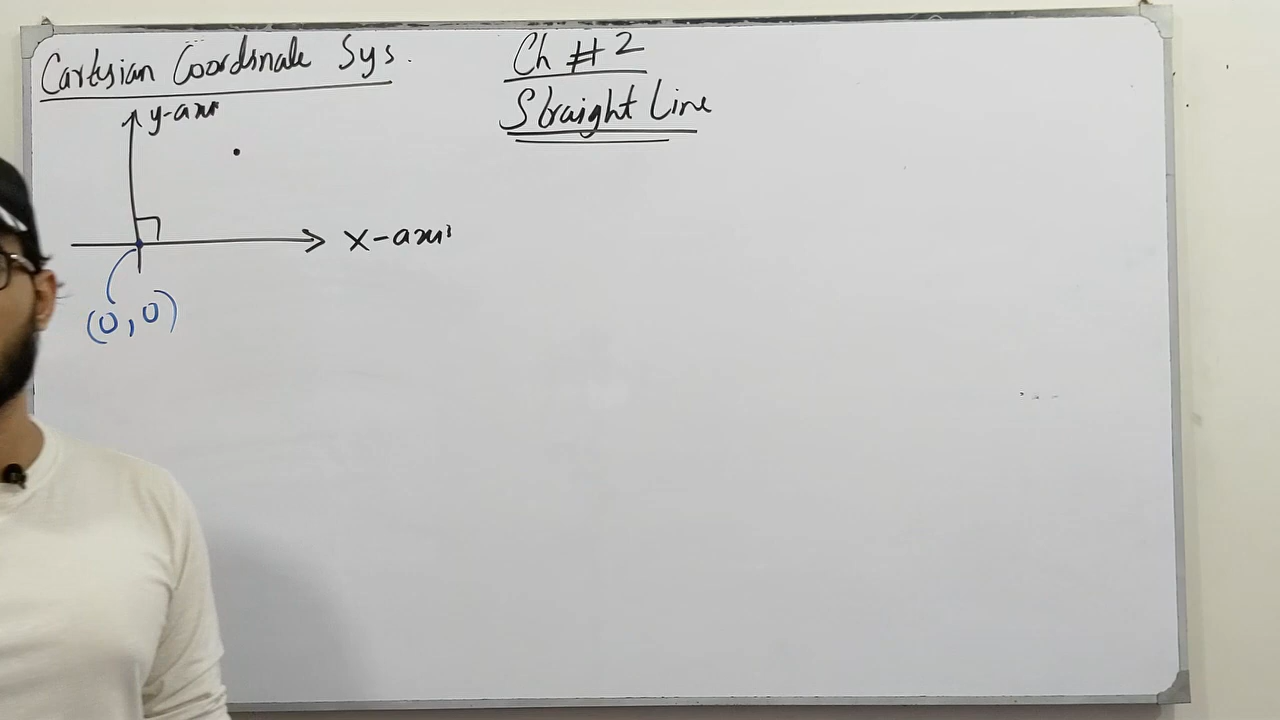 Cartesian Coordinate Sys.
Ch # 2
Straight Line
y-axis
x-axis
(0,0)